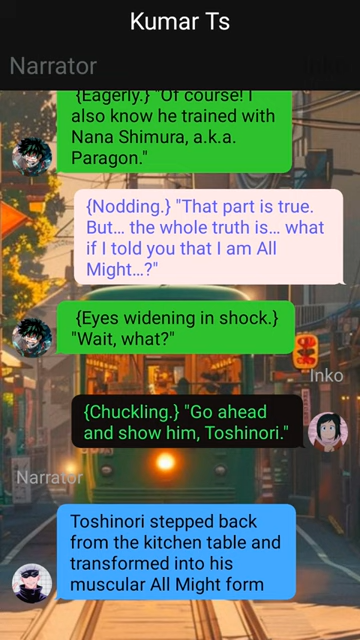 Kumar Ts
Narrator
Inko
{Eagerly.} "Of course! I
also know he trained with
Nana Shimura, a.k.a.
Paragon."
{Nodding.} "That part is true.
But... the whole truth is... what
if I told you that I am All
Might...?"
{Eyes widening in shock.}
"Wait, what?"
Inko
{Chuckling.} "Go ahead
and show him, Toshinori."
Narrator
Toshinori stepped back
from the kitchen table and
transformed into his
muscular All Might form